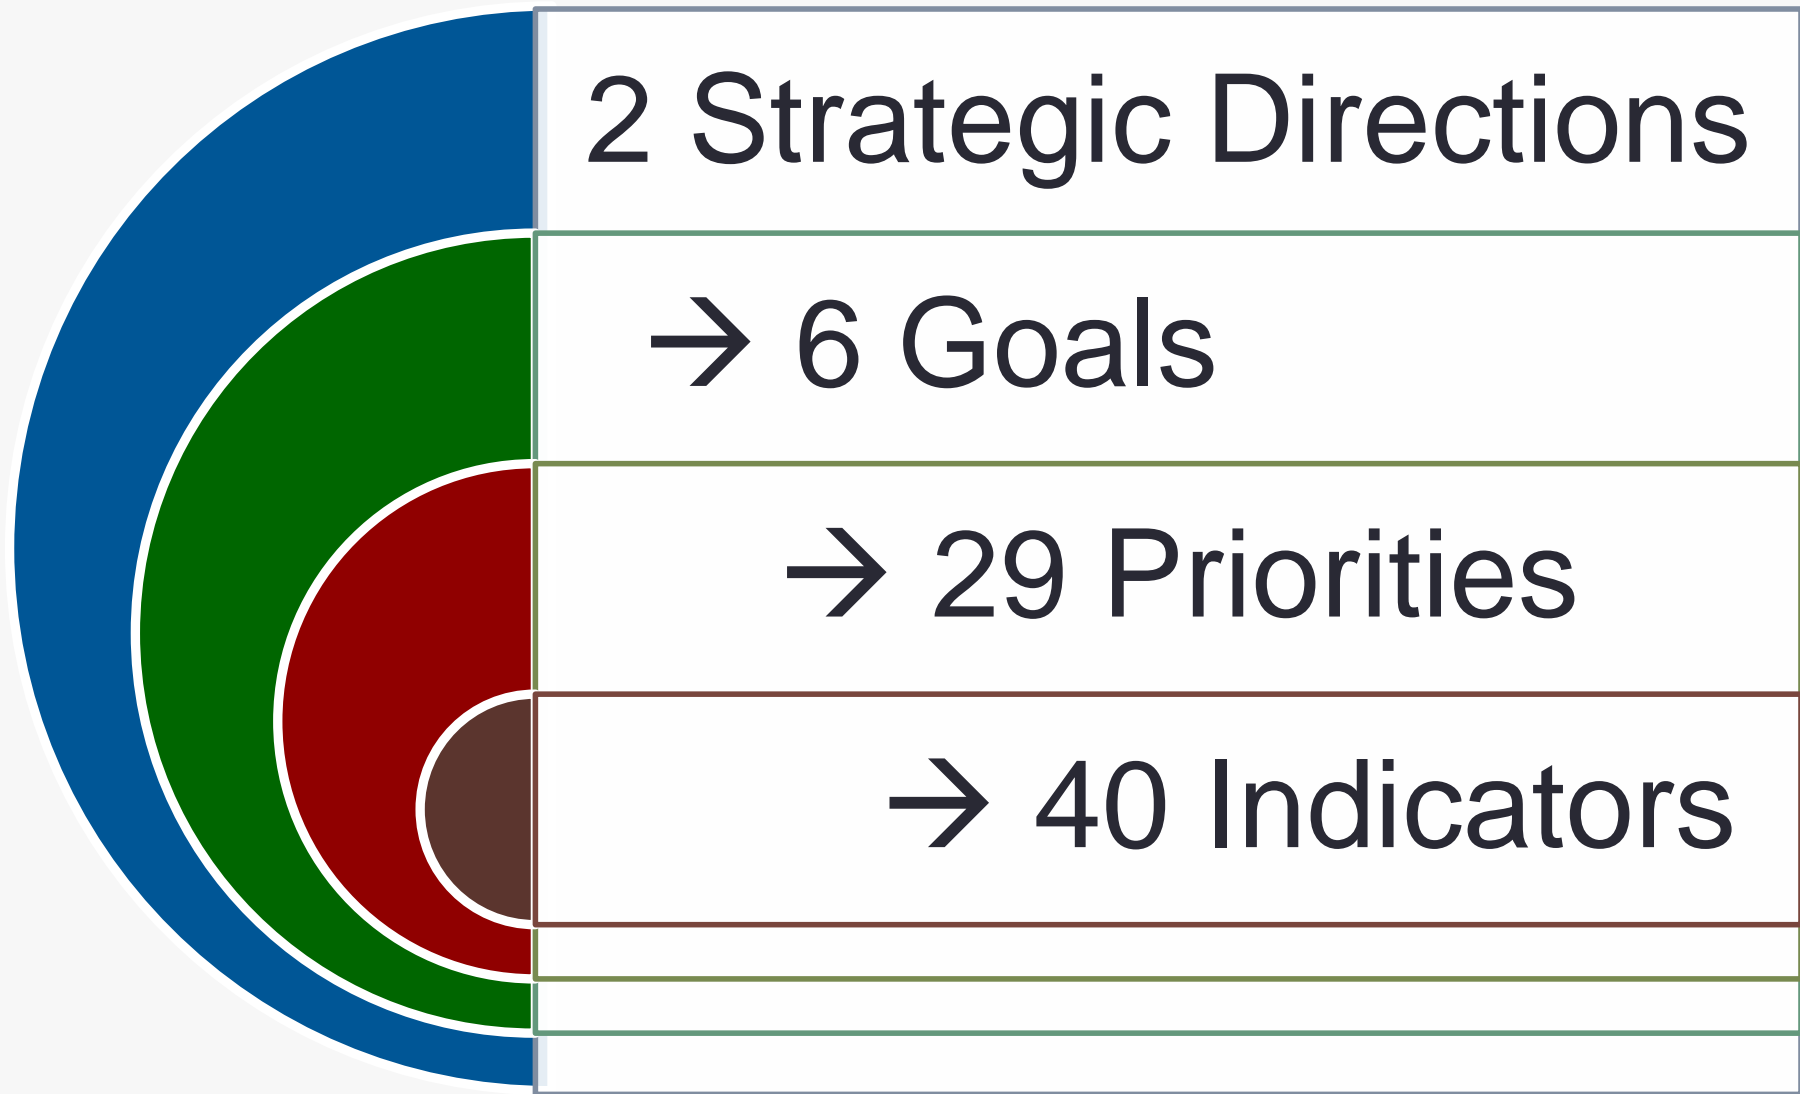 2 Strategic Directions
→ 6 Goals
→ 29 Priorities
→ 40 Indicators